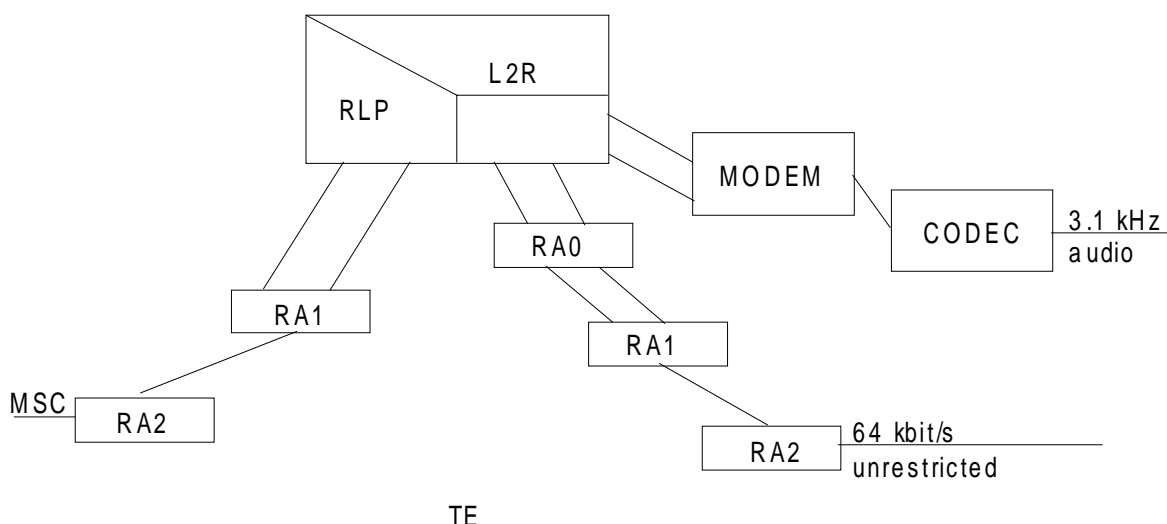 L2R
RLP
MODEM
CODEC
3.1 kHz
audio
RA0
RA1
RA1
MSC
RA2
RA2
64 kbit/s
unrestricted
TE